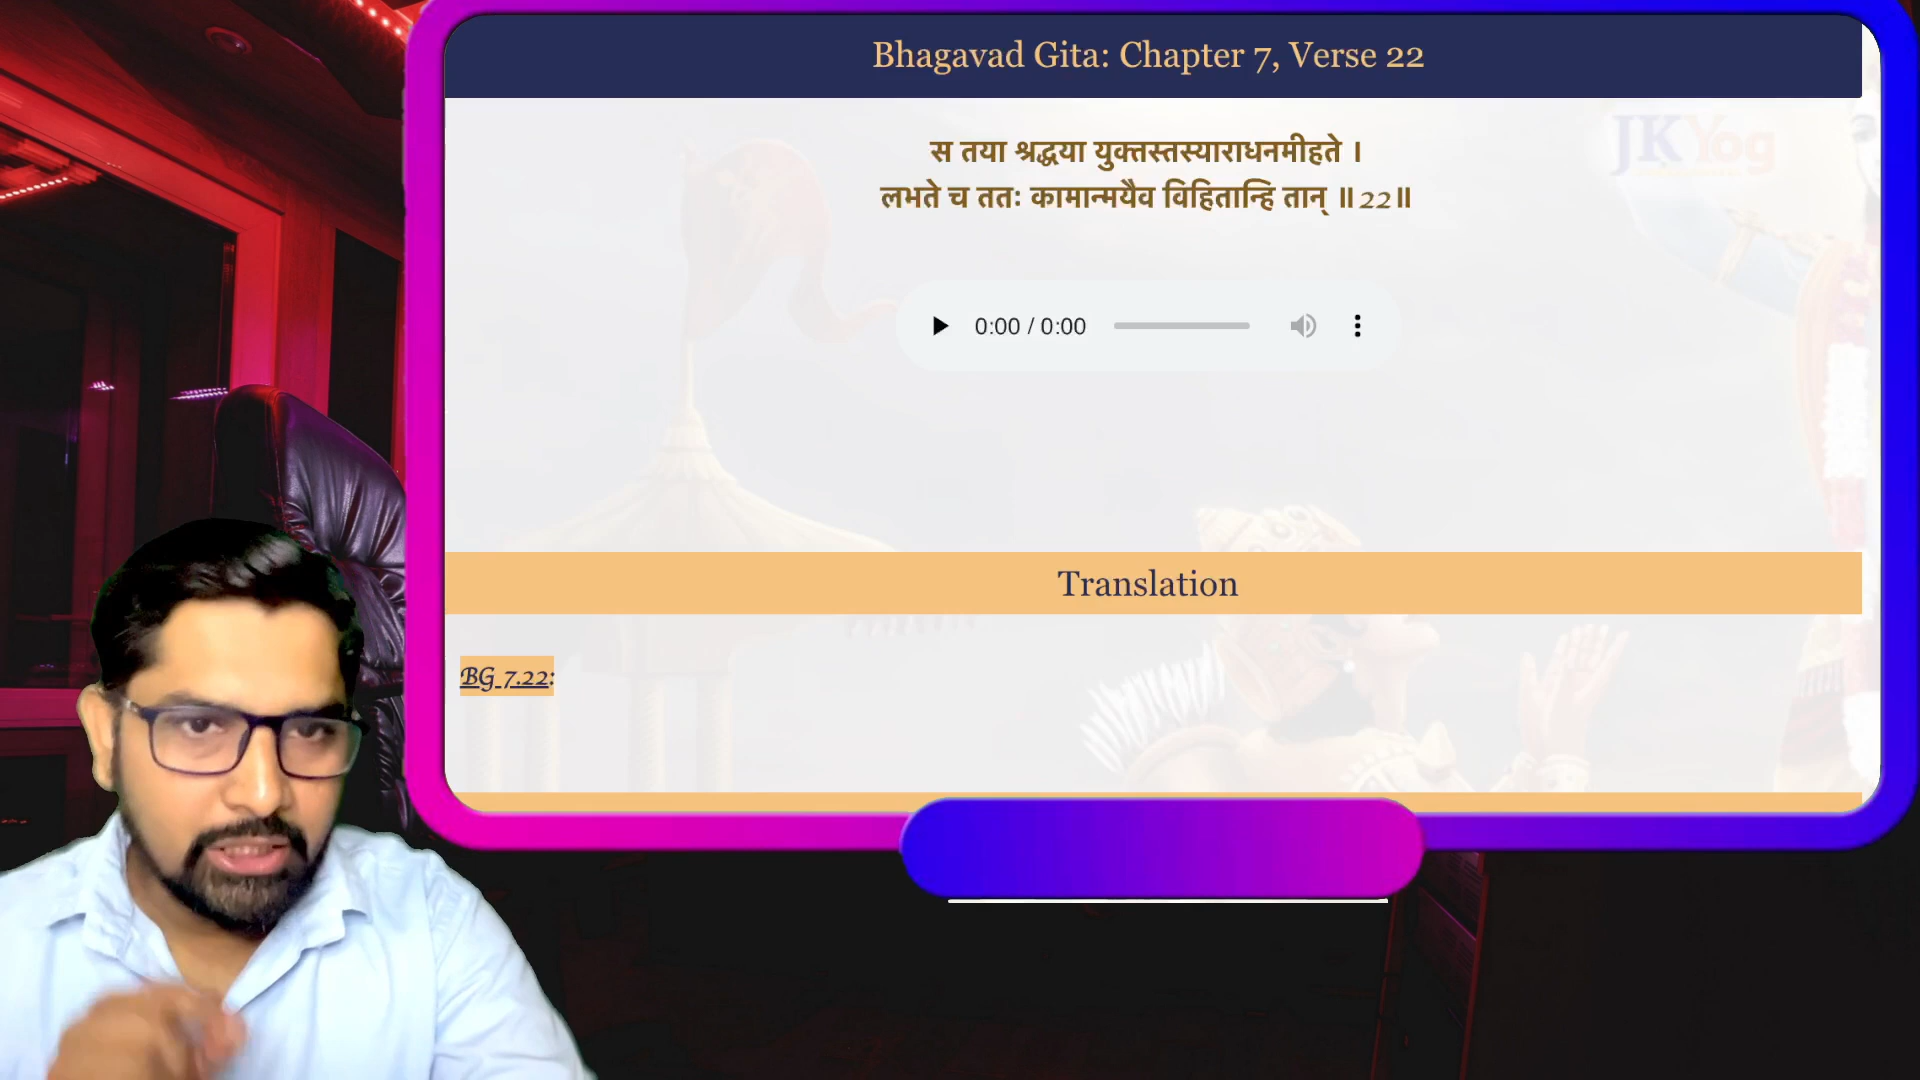 Bhagavad Gita: Chapter 7, Verse 22
JKYog
स तया श्रद्धया युक्तस्तस्याराधनमीहते ।
लभते च ततः कामान्मयैव विहितान्हि तान् ॥22॥
0:00 / 0:00
Translation
BG 7.22: